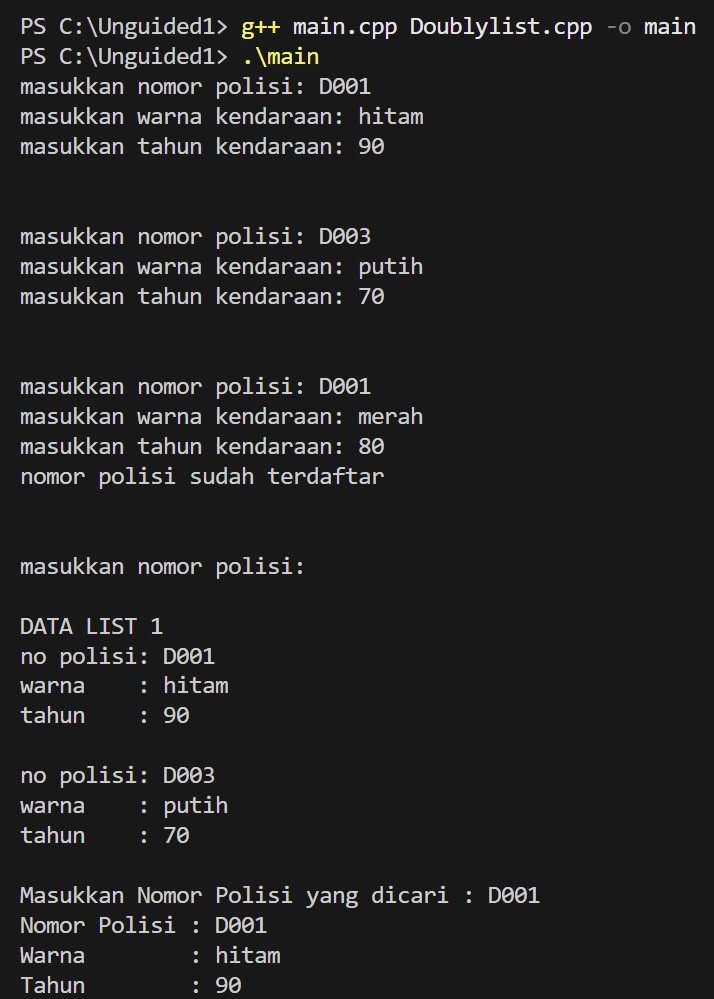 PS C:\Unguided1> g++ main.cpp Doublylist.cpp -o main
PS C:\Unguided1> .\main
masukkan nomor polisi: D001
masukkan warna kendaraan: hitam
masukkan tahun kendaraan: 90
masukkan nomor polisi: D003
masukkan warna kendaraan: putih
masukkan tahun kendaraan: 70
masukkan nomor polisi: D001
masukkan warna kendaraan: merah
masukkan tahun kendaraan: 80
nomor polisi sudah terdaftar
masukkan nomor polisi:
DATA LIST 1
no polisi: D001
warna    : hitam
tahun    : 90
no polisi: D003
warna    : putih
tahun    : 70
Masukkan Nomor Polisi yang dicari : D001
Nomor Polisi : D001
Warna        : hitam
Tahun        : 90